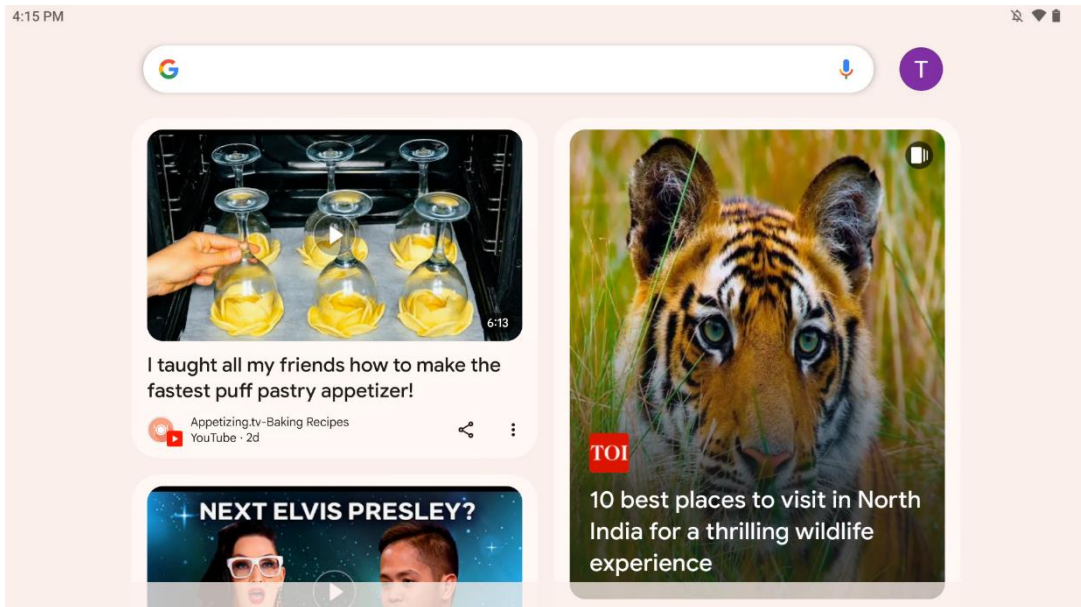 4:15 PM
T
6:13
I taught all my friends how to make the
fastest puff pastry appetizer!
Appetizing.tv-Baking Recipes
YouTube · 2d
NEXT ELVIS PRESLEY?
TOI
10 best places to visit in North
India for a thrilling wildlife
experience